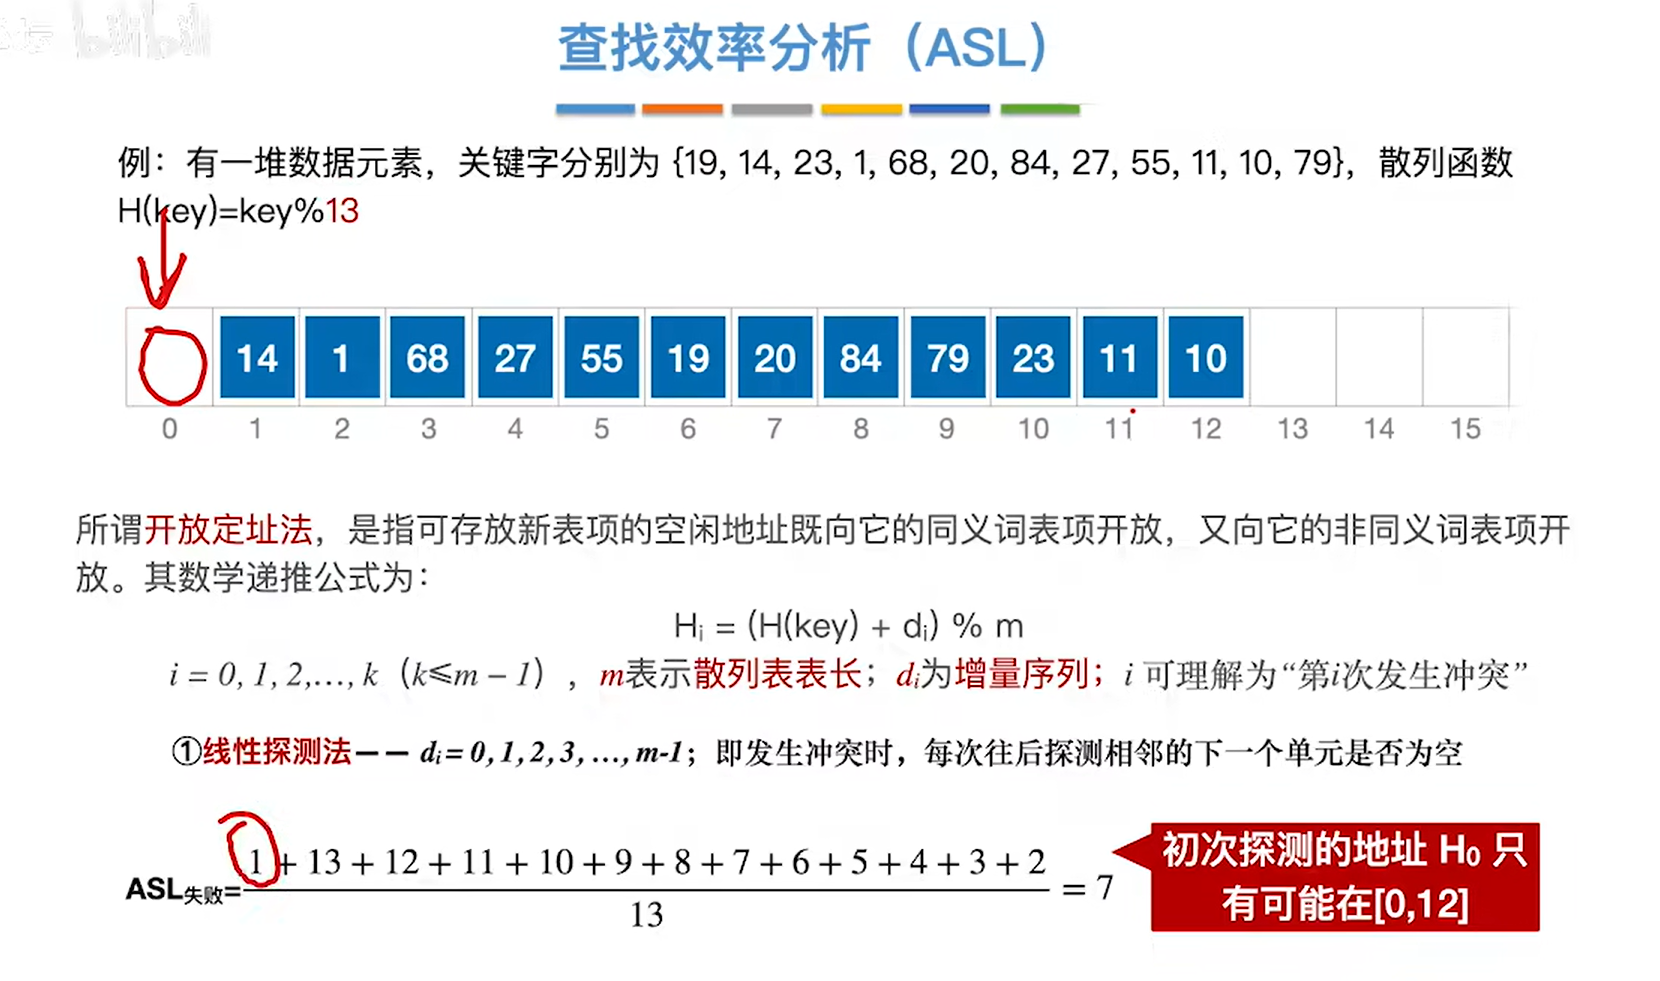 bilibili
查找效率分析（ASL）
例：有一堆数据元素，关键字分别为 {19, 14, 23, 1, 68, 20, 84, 27, 55, 11, 10, 79}，散列函数
H(key)=key%13
14 1 68 27 55 19 20 84 79 23 11 10
0 1 2 3 4 5 6 7 8 9 10 11 12 13 14 15
所谓开放定址法，是指可存放新表项的空闲地址既向它的同义词表项开放，又向它的非同义词表项开
放。其数学递推公式为：
Hᵢ = (H(key) + dᵢ) % m
i = 0, 1, 2,…, k（k≤m − 1），m表示散列表表长；dᵢ为增量序列；i 可理解为“第i次发生冲突”
①线性探测法—— dᵢ = 0, 1, 2, 3, …, m-1；即发生冲突时，每次往后探测相邻的下一个单元是否为空
1 + 13 + 12 + 11 + 10 + 9 + 8 + 7 + 6 + 5 + 4 + 3 + 2
ASL失败= = 7
13
初次探测的地址 H₀ 只
有可能在[0,12]